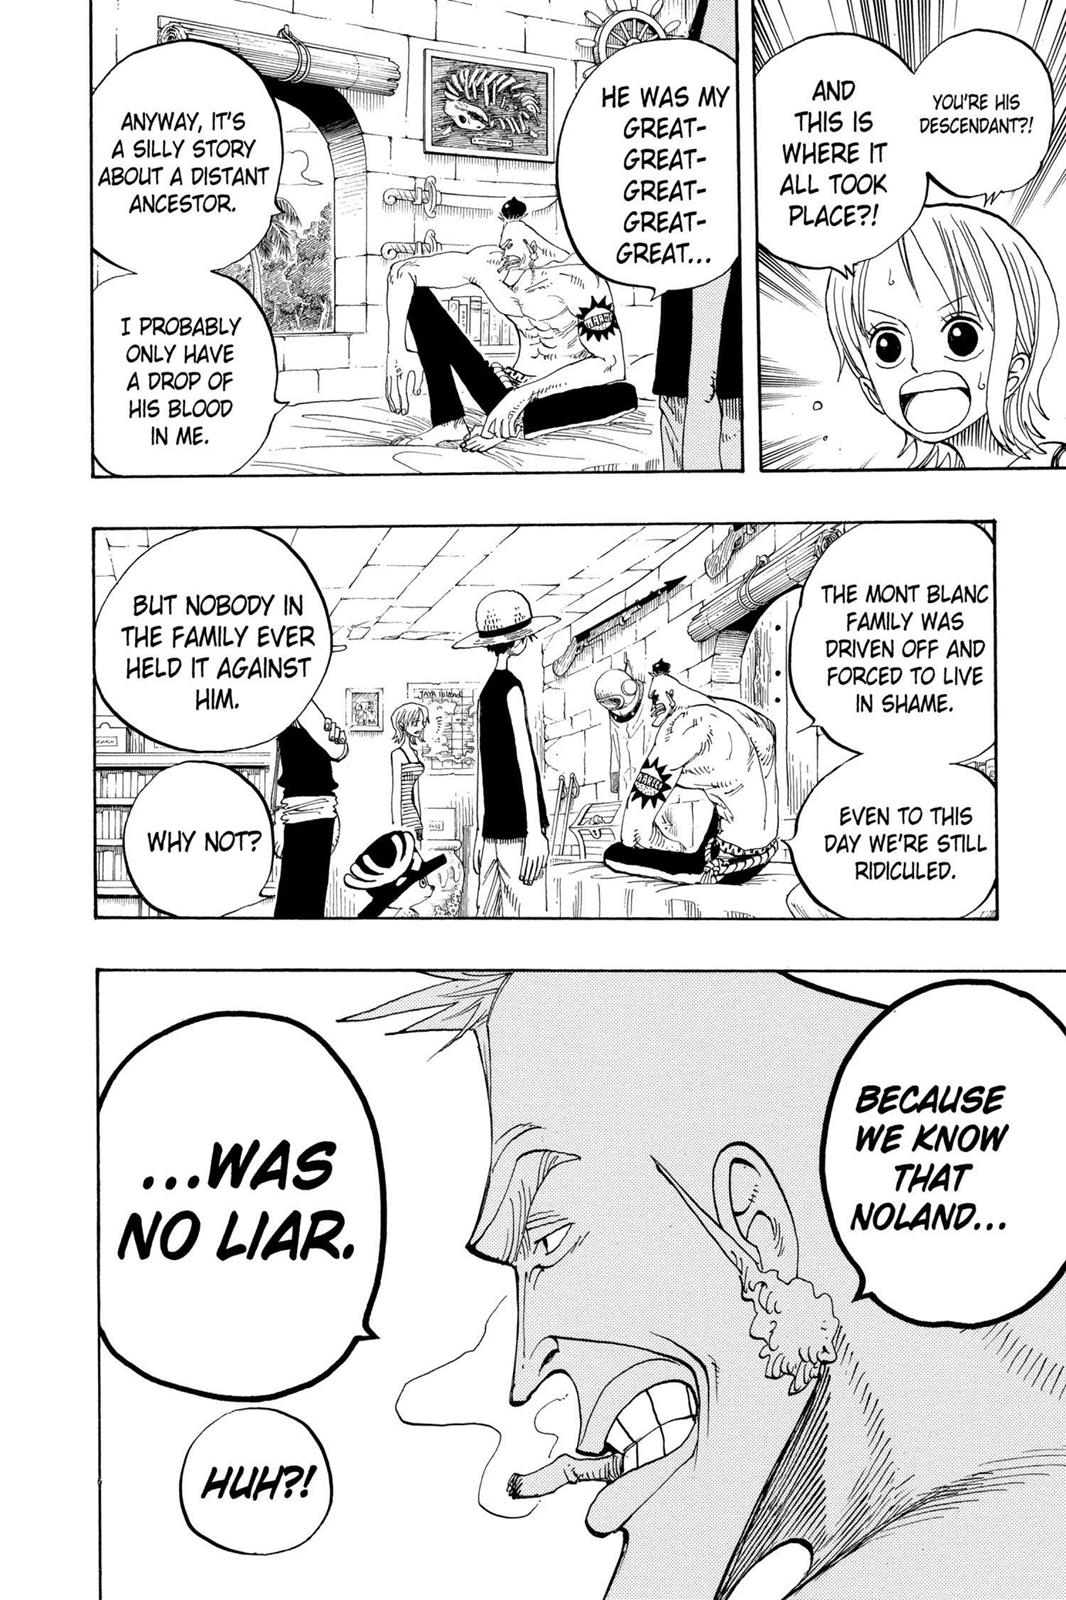 YOU'RE HIS
DESCENDANT?!
AND
THIS IS
WHERE IT
ALL TOOK
PLACE?!
HE WAS MY
GREAT-
GREAT-
GREAT-
GREAT-
GREAT...
ANYWAY, IT'S
A SILLY STORY
ABOUT A DISTANT
ANCESTOR.
I PROBABLY
ONLY HAVE
A DROP OF
HIS BLOOD
IN ME.
THE MONT BLANC
FAMILY WAS
DRIVEN OFF AND
FORCED TO LIVE
IN SHAME.
EVEN TO THIS
DAY WE'RE STILL
RIDICULED.
JAYA Island
BUT NOBODY IN
THE FAMILY EVER
HELD IT AGAINST
HIM.
WHY NOT?
BECAUSE
WE KNOW
THAT
NOLAND...
...WAS
NO LIAR.
HUH?!